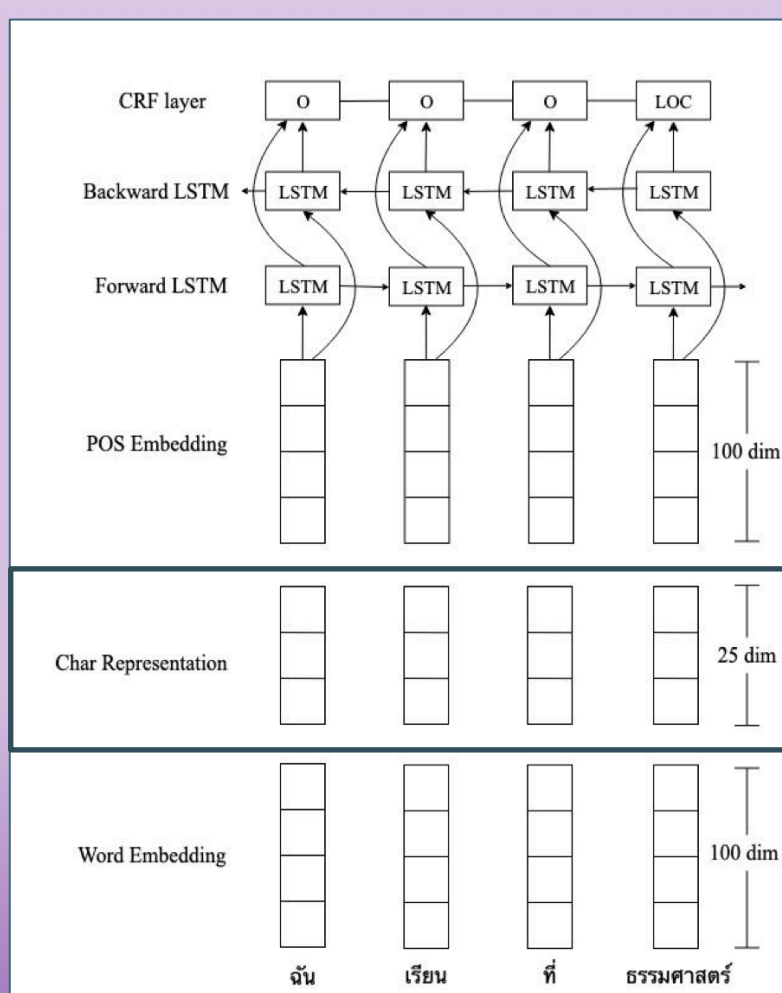 CRF layer O O O LOC
Backward LSTM LSTM LSTM LSTM LSTM
Forward LSTM LSTM LSTM LSTM LSTM
POS Embedding 100 dim
Char Representation 25 dim
Word Embedding 100 dim
ฉัน เรียน ที่ ธรรมศาสตร์